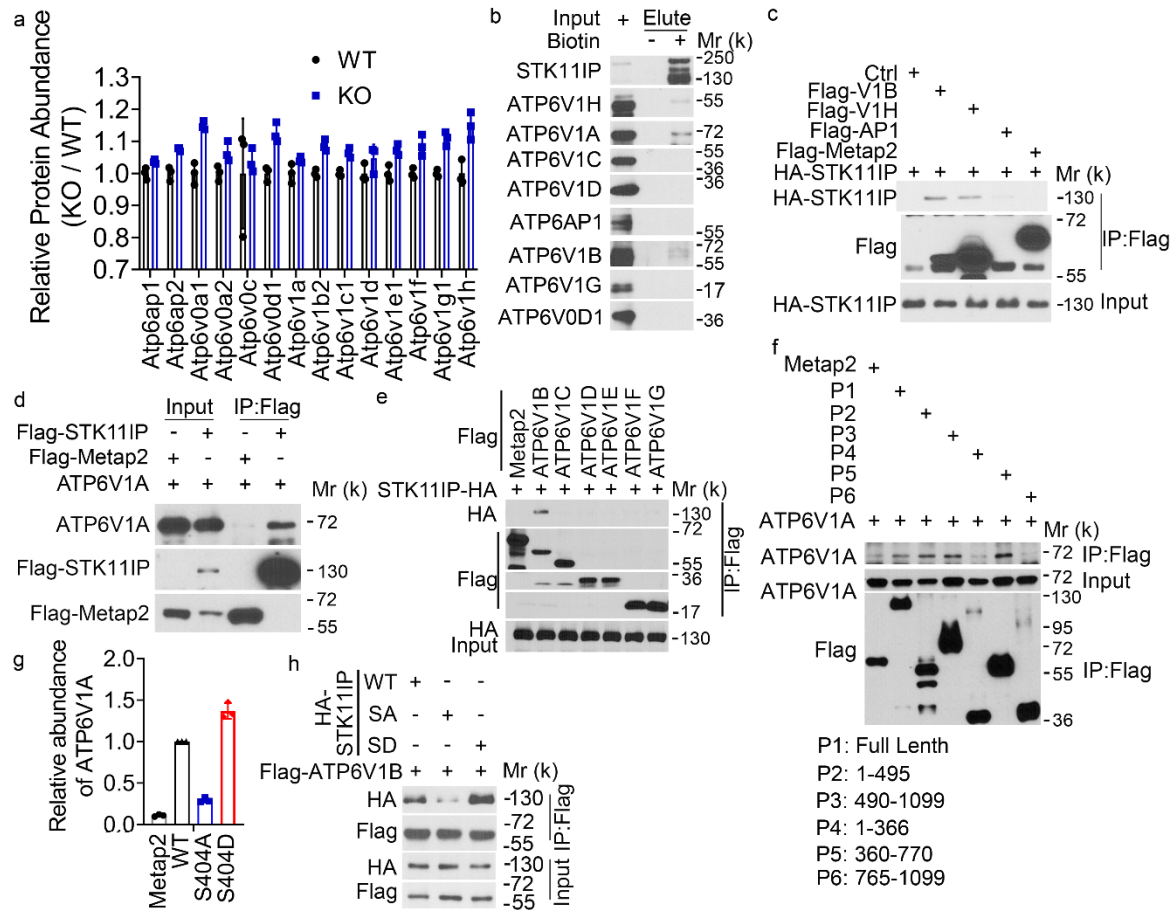 a
Relative Protein Abundance
(KO / WT)
WT
KO
1.4
1.3
1.2
1.1
1.0
0.9
0.8
0.7
Atp6ap1
Atp6ap2
Atp6v0a1
Atp6v0a2
Atp6v0c
Atp6v0d1
Atp6v1a
Atp6v1b2
Atp6v1c1
Atp6v1d
Atp6v1e1
Atp6v1f
Atp6v1g1
Atp6v1h
b
Input + Elute
Biotin - + Mr (k)
STK11IP -250
-130
ATP6V1H -55
ATP6V1A -72
ATP6V1C -55
-36
ATP6V1D -36
ATP6AP1 -55
ATP6V1B -72
-55
ATP6V1G -17
ATP6V0D1 -36
c
Ctrl +
Flag-V1B +
Flag-V1H +
Flag-AP1 +
Flag-Metap2 +
HA-STK11IP + + + + + Mr (k)
HA-STK11IP -130
-72
Flag
-55
IP:Flag
HA-STK11IP -130 Input
d
Input IP:Flag
Flag-STK11IP - + - +
Flag-Metap2 + - + -
ATP6V1A + + + + Mr (k)
ATP6V1A -72
Flag-STK11IP -130
Flag-Metap2 -72
-55
e
Flag
Metap2
ATP6V1B
ATP6V1C
ATP6V1D
ATP6V1E
ATP6V1F
ATP6V1G
STK11IP-HA + + + + + + + Mr (k)
HA -130
-72
-55
Flag -36
-17
IP:Flag
HA
Input -130
f
Metap2 +
P1 +
P2 +
P3 +
P4 +
P5 +
P6 +
ATP6V1A + + + + + + + Mr (k)
ATP6V1A -72 IP:Flag
ATP6V1A -72 Input
-130
-95
-72
Flag
-55
IP:Flag
-36
P1: Full Lenth
P2: 1-495
P3: 490-1099
P4: 1-366
P5: 360-770
P6: 765-1099
g
Relative abundance
of ATP6V1A
2.0
1.5
1.0
0.5
0.0
Metap2
WT
S404A
S404D
h
HA-
STK11IP
WT + - -
SA - + -
SD - - +
Flag-ATP6V1B + + + Mr (k)
HA -130
Flag -72
-55
IP:Flag
HA -130
Flag -72
-55
Input